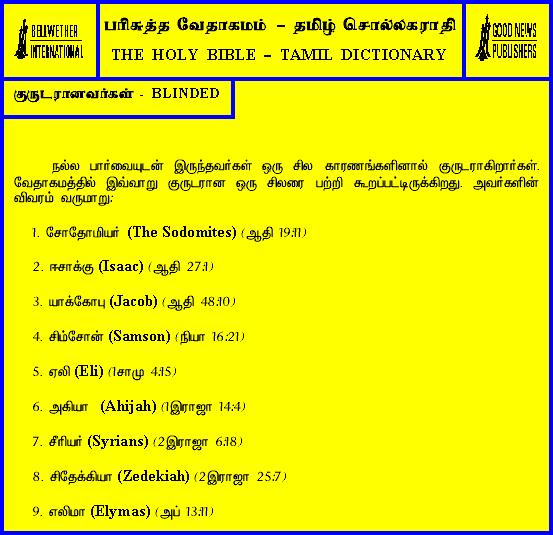 BELLWETHER
INTERNATIONAL
பரிசுத்த வேதாகமம் - தமிழ் சொல்லகராதி
THE HOLY BIBLE - TAMIL DICTIONARY
GOOD NEWS
PUBLISHERS
குருடரானவர்கள் - BLINDED
நல்ல பார்வையுடன் இருந்தவர்கள் ஒரு சில காரணங்களினால் குருடராகிறார்கள்.
வேதாகமத்தில் இவ்வாறு குருடரான ஒரு சிலரை பற்றி கூறப்பட்டிருக்கிறது. அவர்களின்
விவரம் வருமாறு:
1. சோதோமியர் (The Sodomites) (ஆதி 19:11)
2. ஈசாக்கு (Isaac) (ஆதி 27:1)
3. யாக்கோபு (Jacob) (ஆதி 48:10)
4. சிம்சோன் (Samson) (நியா 16:21)
5. ஏலி (Eli) (1சாமு 4:15)
6. அகியா (Ahijah) (1இராஜா 14:4)
7. சீரியர் (Syrians) (2இராஜா 6:18)
8. சிதேக்கியா (Zedekiah) (2இராஜா 25:7)
9. எலிமா (Elymas) (அப் 13:11)